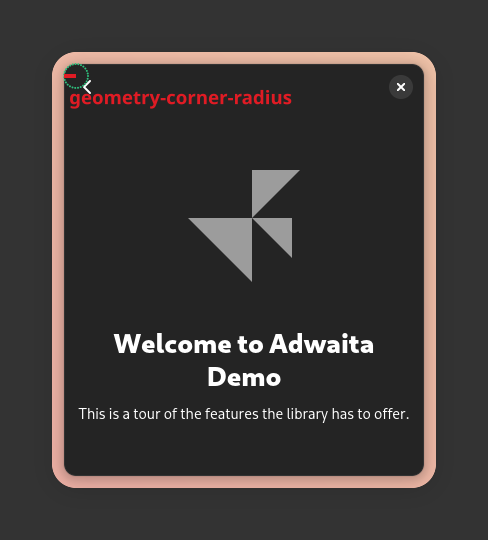 geometry-corner-radius
Welcome to Adwaita
Demo
This is a tour of the features the library has to offer.